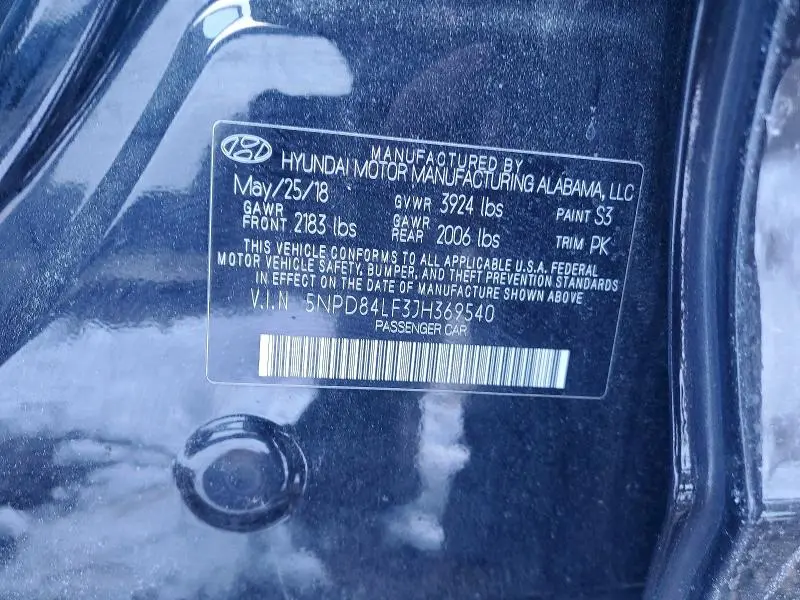 MANUFACTURED BY
HYUNDAI MOTOR MANUFACTURING ALABAMA, LLC
May/25/18 GVWR 3924 lbs PAINT S3
GAWR FRONT 2183 lbs GAWR REAR 2006 lbs TRIM PK
THIS VEHICLE CONFORMS TO ALL APPLICABLE U.S.A. FEDERAL
MOTOR VEHICLE SAFETY, BUMPER, AND THEFT PREVENTION STANDARDS
IN EFFECT ON THE DATE OF MANUFACTURE SHOWN ABOVE
V.I.N 5NPD84LF3JH369540
PASSENGER CAR